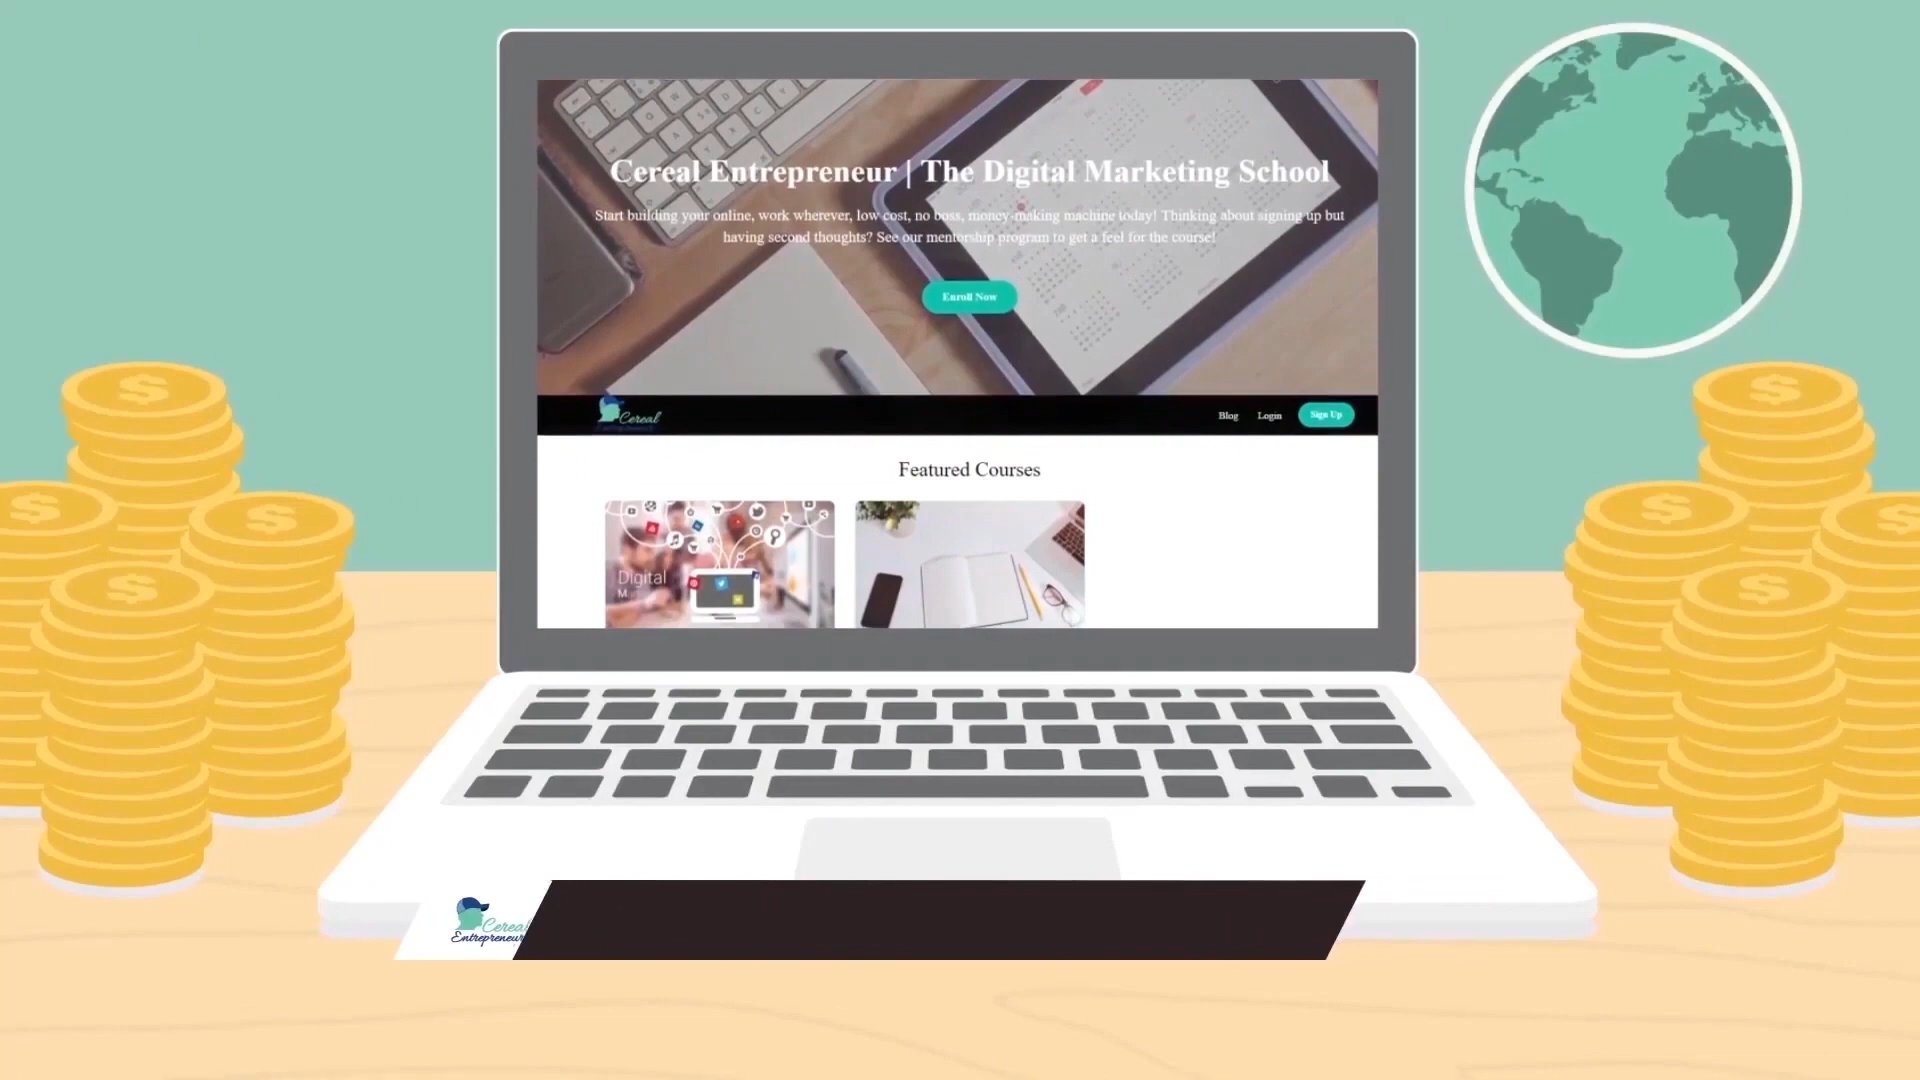 Cereal Entrepreneur | The Digital Marketing School
Start building your online, work wherever, low cost, no boss, money-making machine today! Thinking about signing up but
having second thoughts? See our mentorship program to get a feel for the course!
Enroll Now
Cereal
Blog
Login
Sign Up
Featured Courses
Digital
M
Cereal
Entrepreneur